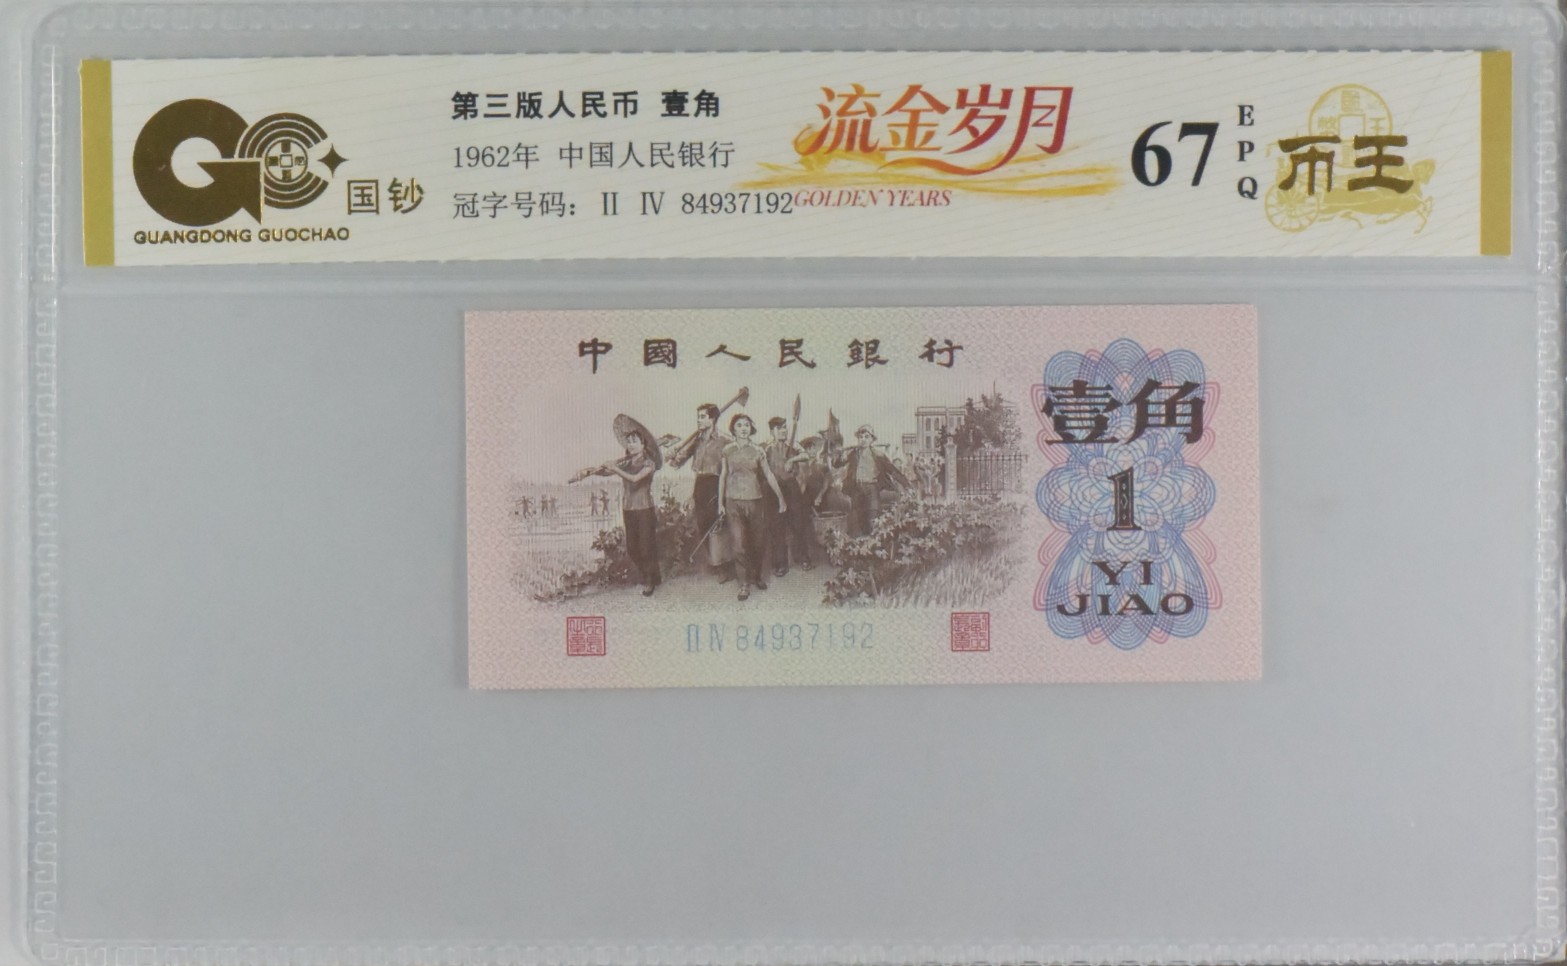 第三版人民币 壹角
1962年 中国人民银行
冠字号码: II IV 84937192
国钞
GUANGDONG GUOCHAO
流金岁月
GOLDEN YEARS
67
EPQ
币王
中國人民銀行
壹角
1
YI
JIAO
II IV 84937192